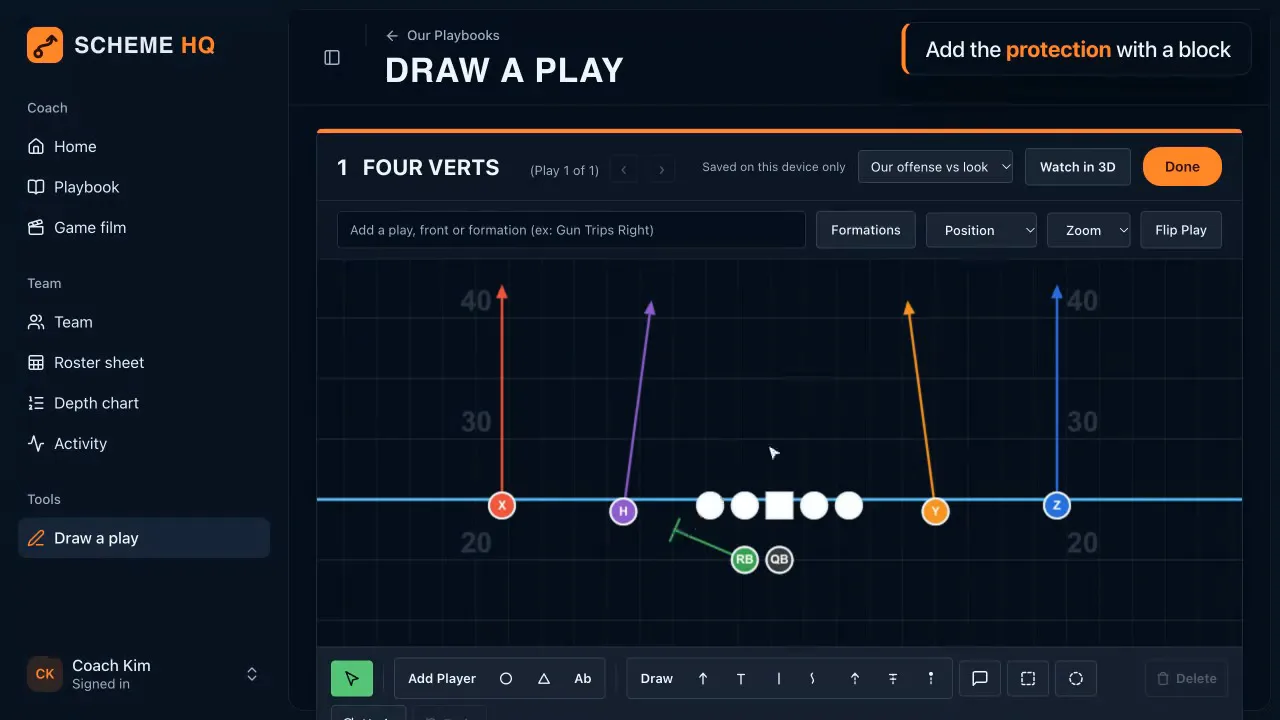 SCHEME HQ
Coach
Home
Playbook
Game film
Team
Team
Roster sheet
Depth chart
Activity
Tools
Draw a play
CK
Coach Kim
Signed in
Our Playbooks
DRAW A PLAY
Add the protection with a block
1 FOUR VERTS (Play 1 of 1)
Saved on this device only
Our offense vs look
Watch in 3D
Done
Add a play, front or formation (ex: Gun Trips Right)
Formations
Position
Zoom
Flip Play
40 40
30 30
X H Y Z
20 20
RB QB
Add Player
Ab
Draw
Delete